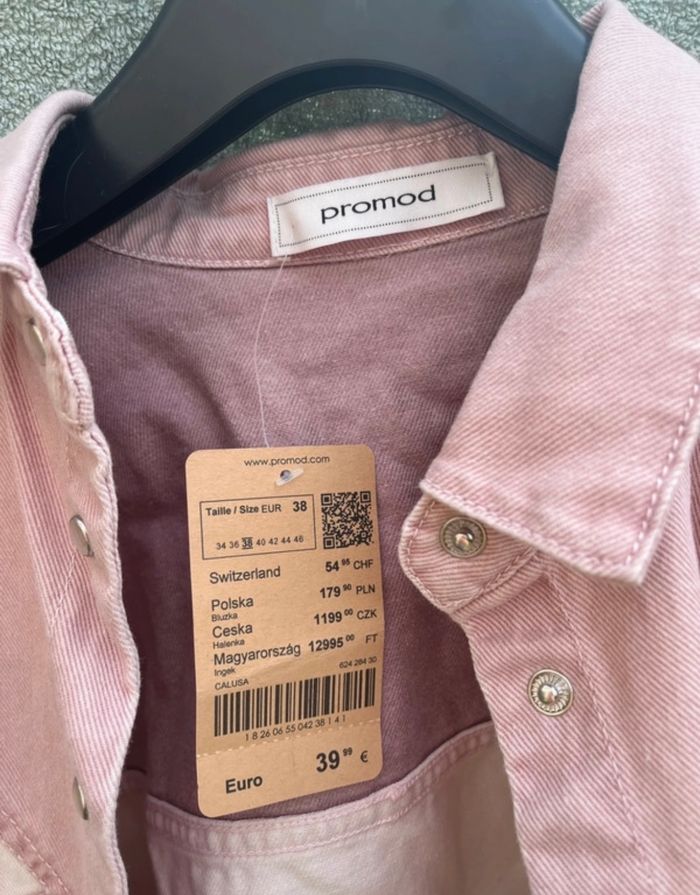 promod
www.promod.com
Taille / Size EUR 38
34 36 38 40 42 44 46
Switzerland 54 95 CHF
Polska 179 90 PLN
Bluzka
Ceska 1199 00 CZK
Halenka
Magyarország 12995 00 FT
Ingek
CALUSA 624 284 30
1 8 26 06 55 042 38 1 4 1
Euro 39 99 €